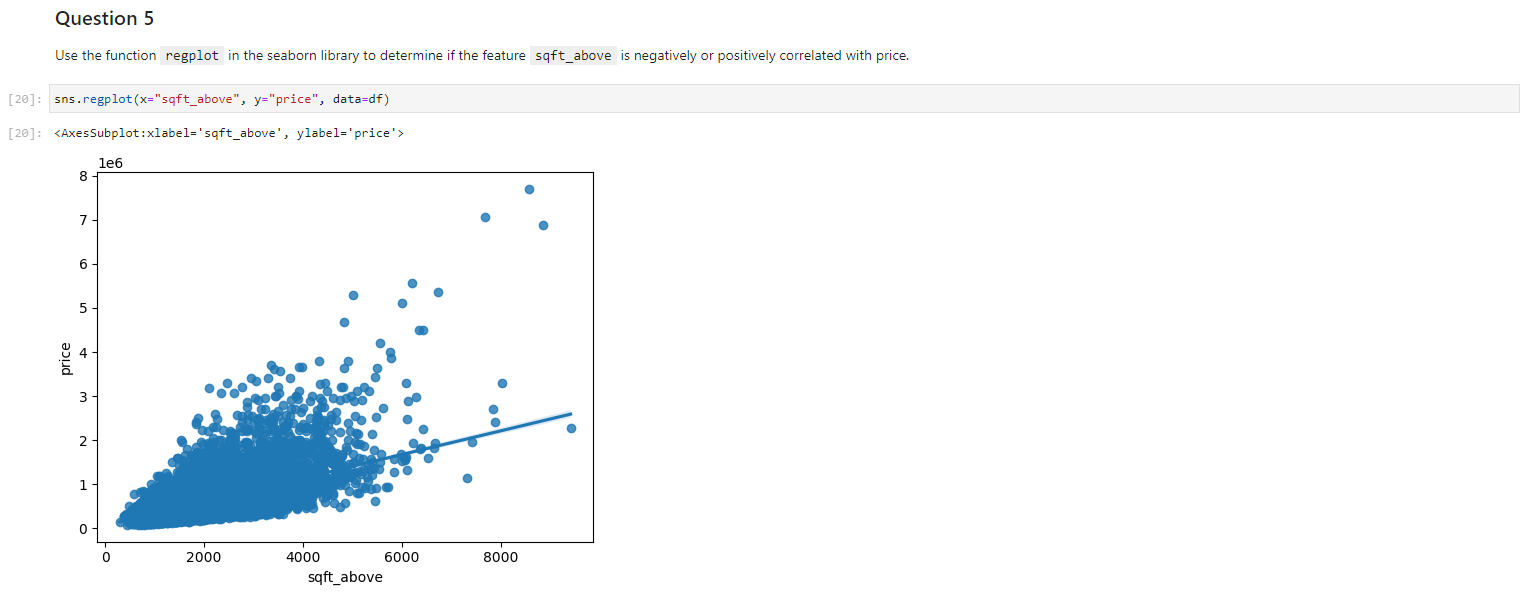 Question 5
Use the function regplot in the seaborn library to determine if the feature sqft_above is negatively or positively correlated with price.
[20]: sns.regplot(x="sqft_above", y="price", data=df)
[20]: <AxesSubplot:xlabel='sqft_above', ylabel='price'>
1e6
8
7
6
5
4
3
2
1
0
price
0 2000 4000 6000 8000
sqft_above